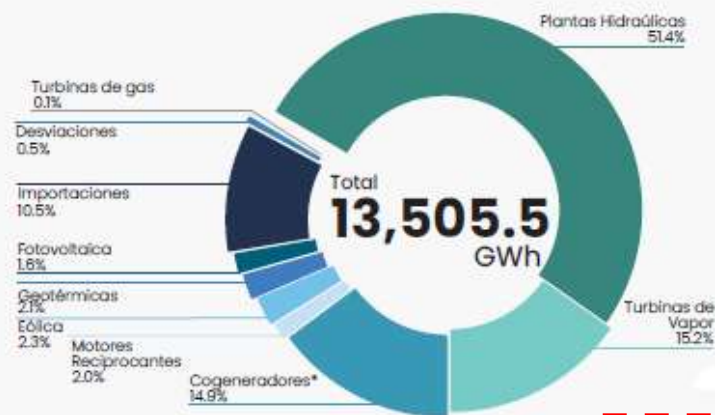 Plantas Hidraúlicas
51.4%
Turbinas de gas
0.1%
Desviaciones
0.5%
Importaciones
10.5%
Fotovoltaíca
1.6%
Geotérmicas
2.1%
Eólica
2.3%
Motores
Reciprocantes
2.0%
Cogeneradores*
14.9%
Turbinas de
Vapor
15.2%
Total
13,505.5
GWh